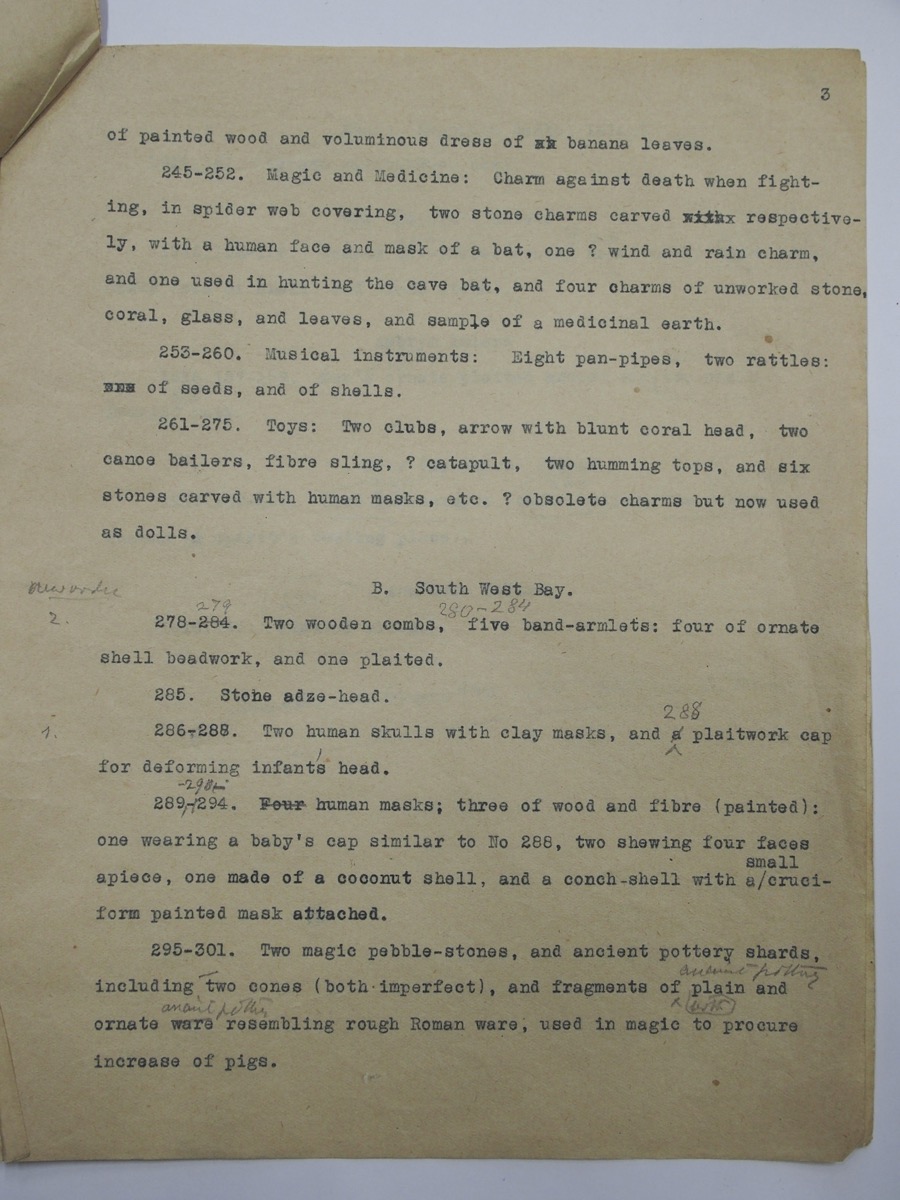 3
of painted wood and voluminous dress of xx banana leaves.
245-252. Magic and Medicine: Charm against death when fight-
ing, in spider web covering, two stone charms carved withx respective-
ly, with a human face and mask of a bat, one ? wind and rain charm,
and one used in hunting the cave bat, and four charms of unworked stone,
coral, glass, and leaves, and sample of a medicinal earth.
253-260. Musical instruments: Eight pan-pipes, two rattles:
of seeds, and of shells.
261-275. Toys: Two clubs, arrow with blunt coral head, two
canoe bailers, fibre sling, ? catapult, two humming tops, and six
stones carved with human masks, etc. ? obsolete charms but now used
as dolls.
B. South West Bay.
279 280-284
2. 278-284. Two wooden combs, five band-armlets: four of ornate
shell beadwork, and one plaited.
285. Stone adze-head.
288
1. 286-288. Two human skulls with clay masks, and a plaitwork cap
for deforming infant's head.
289-294. Four human masks; three of wood and fibre (painted):
one wearing a baby's cap similar to No 288, two shewing four faces
small
apiece, one made of a coconut shell, and a conch-shell with a/cruci-
form painted mask attached.
295-301. Two magic pebble-stones, and ancient pottery shards,
ancient pottery
including two cones (both imperfect), and fragments of plain and
ancient pottery
ornate ware resembling rough Roman ware, used in magic to procure
increase of pigs.